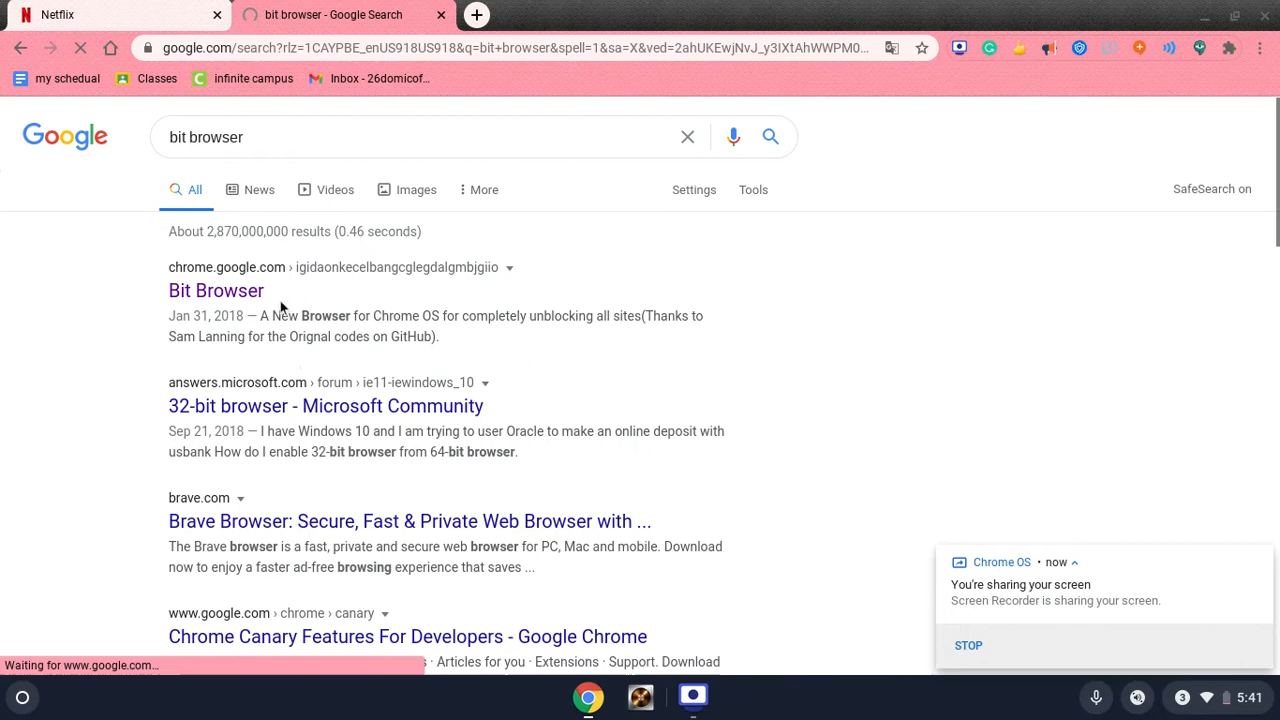 Netflix
bit browser - Google Search
google.com/search?rlz=1CAYPBE_enUS918US918&q=bit+browser&spell=1&sa=X&ved=2ahUKEwjNvJ_y3IXtAhWWPM0...
my schedual
Classes
infinite campus
Inbox - 26domicof...
Google
bit browser
All
News
Videos
Images
More
Settings
Tools
SafeSearch on
About 2,870,000,000 results (0.46 seconds)
chrome.google.com › igidaonkecelbangcglegdalgmbjgiio
Bit Browser
Jan 31, 2018 — A New Browser for Chrome OS for completely unblocking all sites(Thanks to
Sam Lanning for the Orignal codes on GitHub).
answers.microsoft.com › forum › ie11-iewindows_10
32-bit browser - Microsoft Community
Sep 21, 2018 — I have Windows 10 and I am trying to user Oracle to make an online deposit with
usbank How do I enable 32-bit browser from 64-bit browser.
brave.com
Brave Browser: Secure, Fast & Private Web Browser with ...
The Brave browser is a fast, private and secure web browser for PC, Mac and mobile. Download
now to enjoy a faster ad-free browsing experience that saves ...
www.google.com › chrome › canary
Chrome Canary Features For Developers - Google Chrome
· Articles for you · Extensions · Support. Download
Waiting for www.google.com...
Chrome OS • now
You're sharing your screen
Screen Recorder is sharing your screen.
STOP
3
5:41